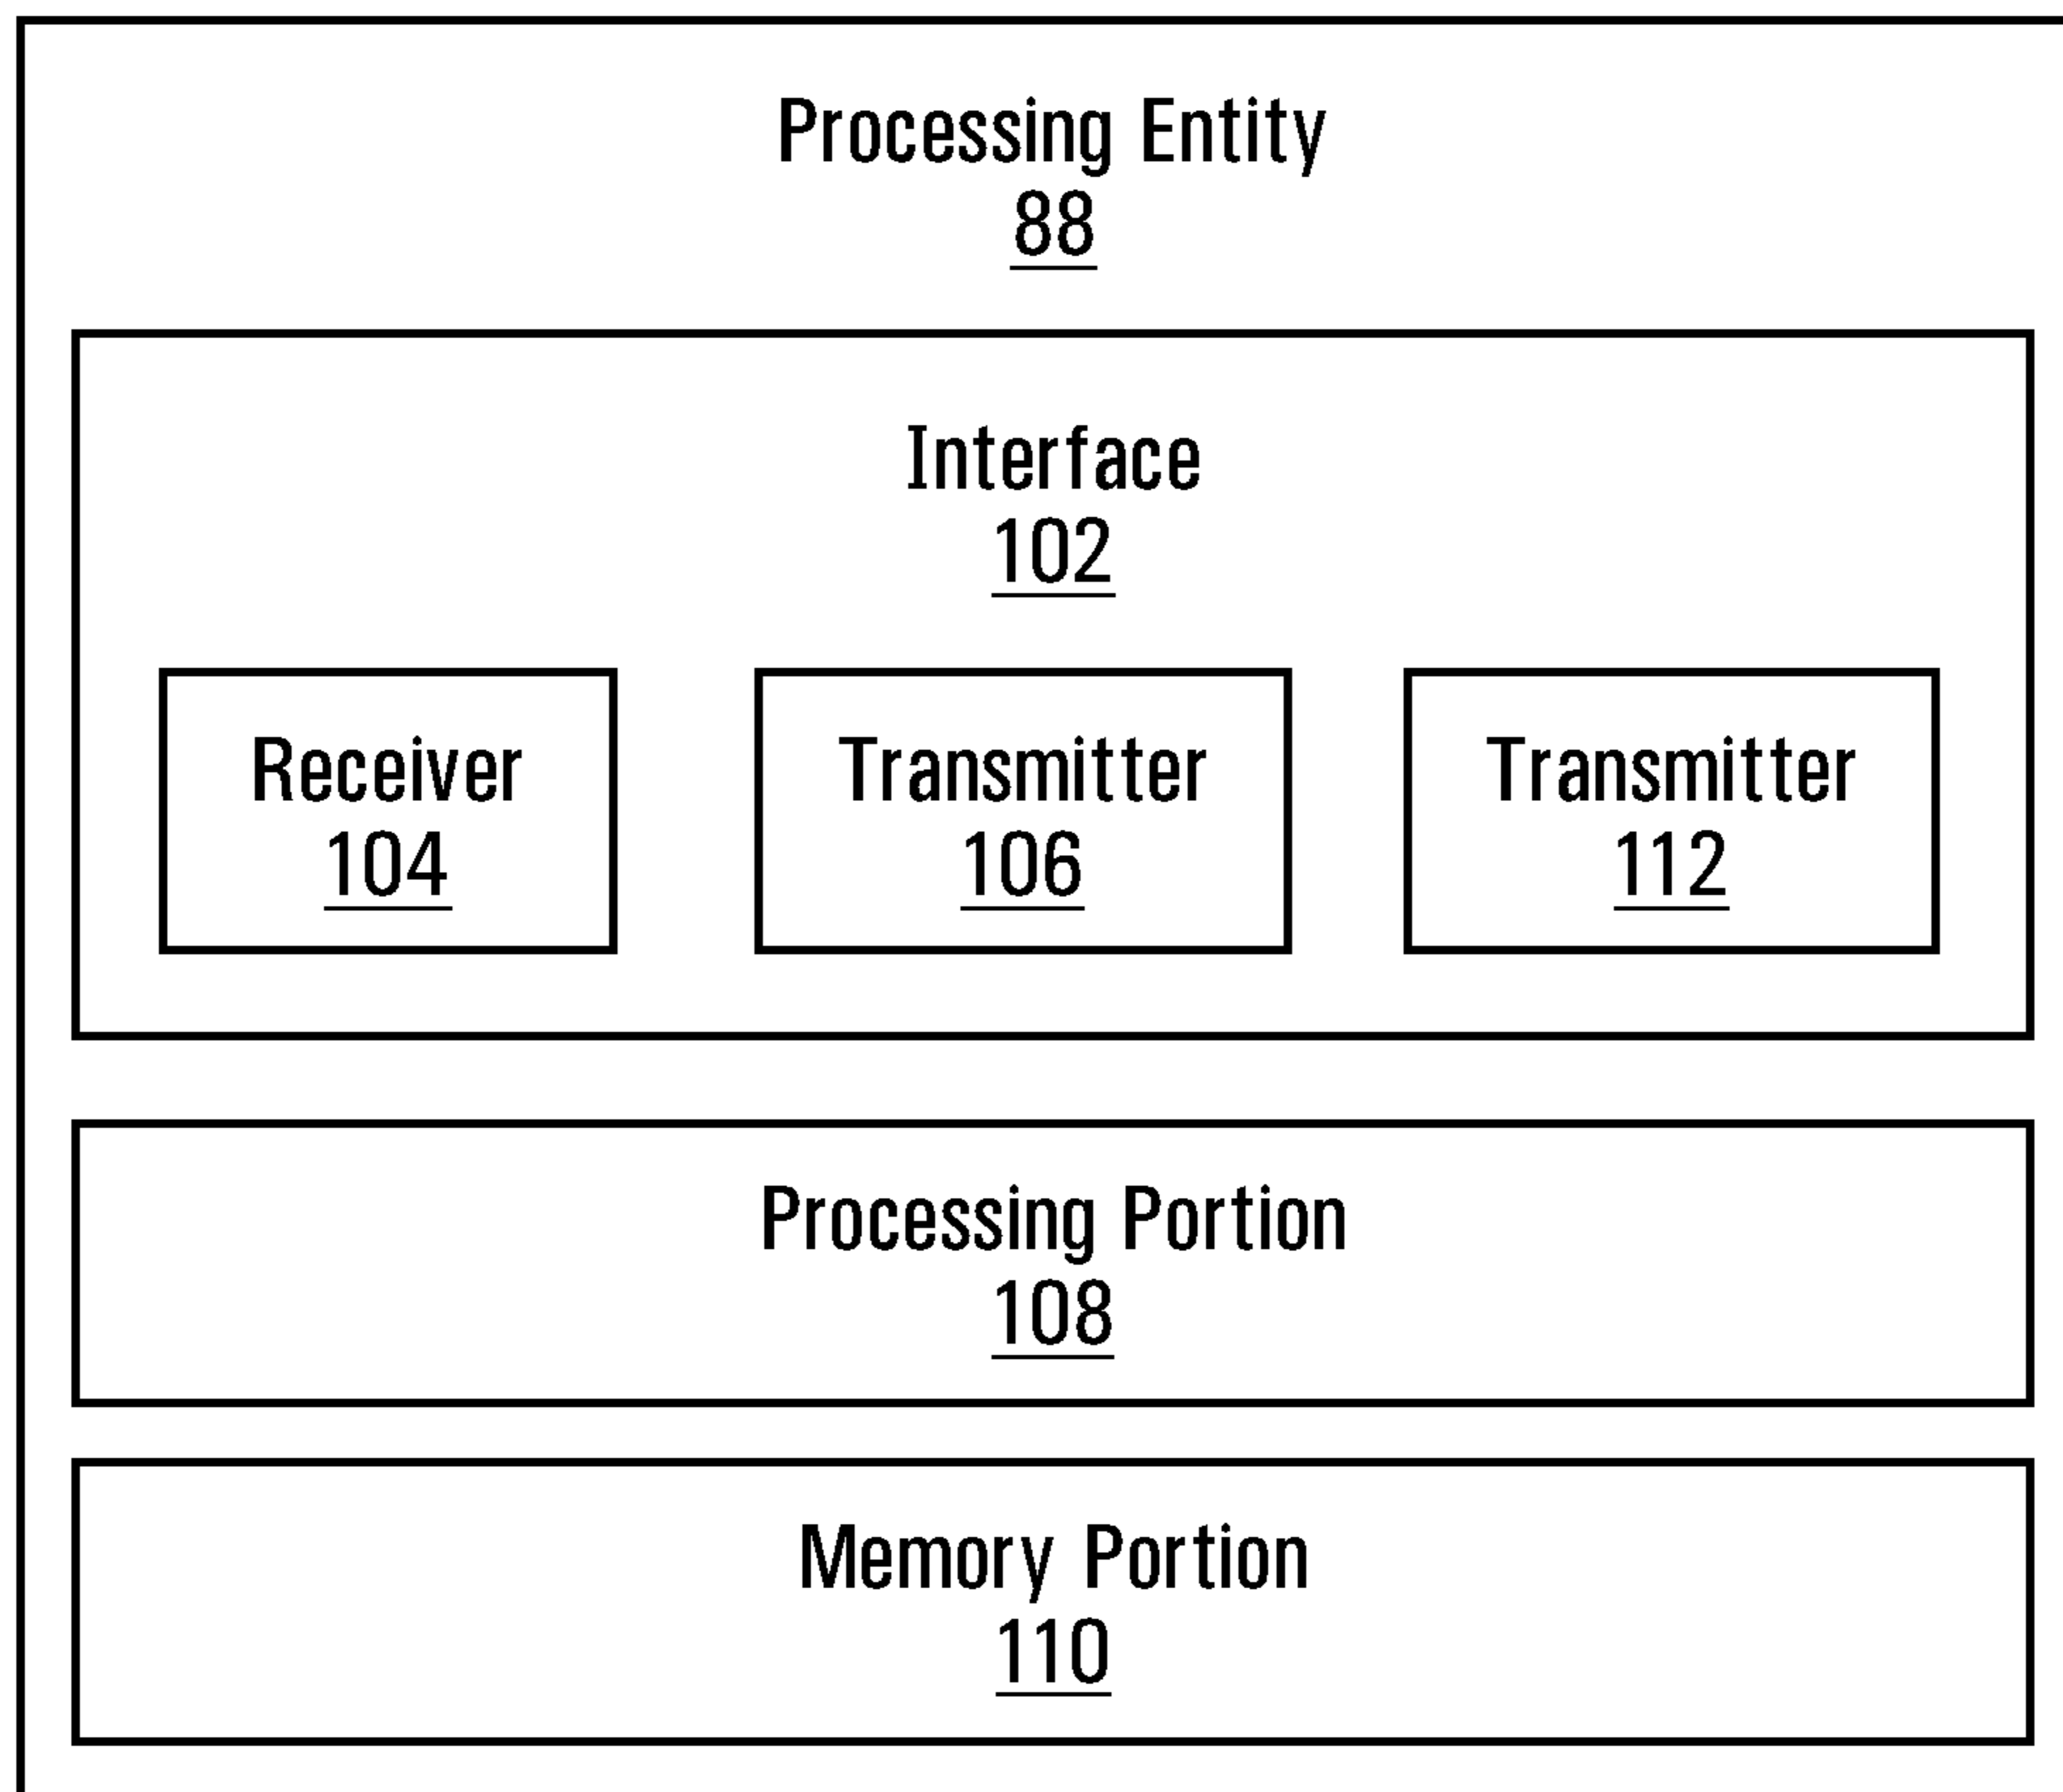 Processing Entity
88
Interface
102
Receiver
104
Transmitter
106
Transmitter
112
Processing Portion
108
Memory Portion
110